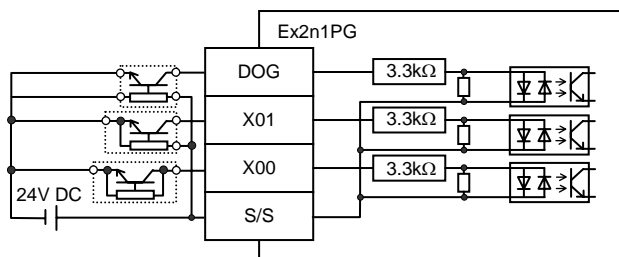 Ex2n1PG
DOG
3.3kΩ
X01
3.3kΩ
X00
3.3kΩ
24V DC
S/S